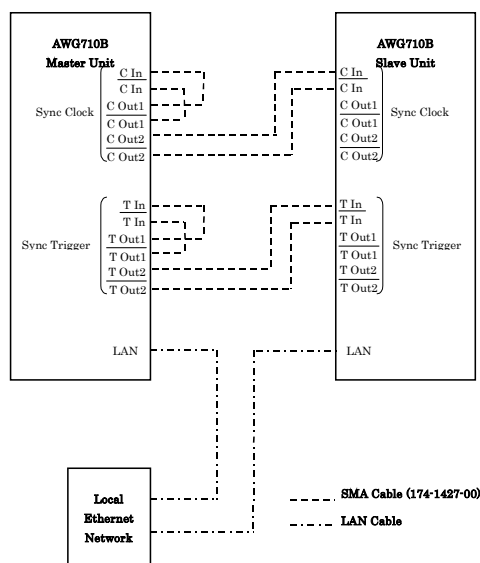 AWG710B
Master Unit
C In
C In
C Out1
C Out1
C Out2
C Out2
Sync Clock
T In
T In
T Out1
T Out1
T Out2
T Out2
Sync Trigger
LAN
AWG710B
Slave Unit
C In
C In
C Out1
C Out1
C Out2
C Out2
Sync Clock
T In
T In
T Out1
T Out1
T Out2
T Out2
Sync Trigger
LAN
Local
Ethernet
Network
SMA Cable (174-1427-00)
LAN Cable